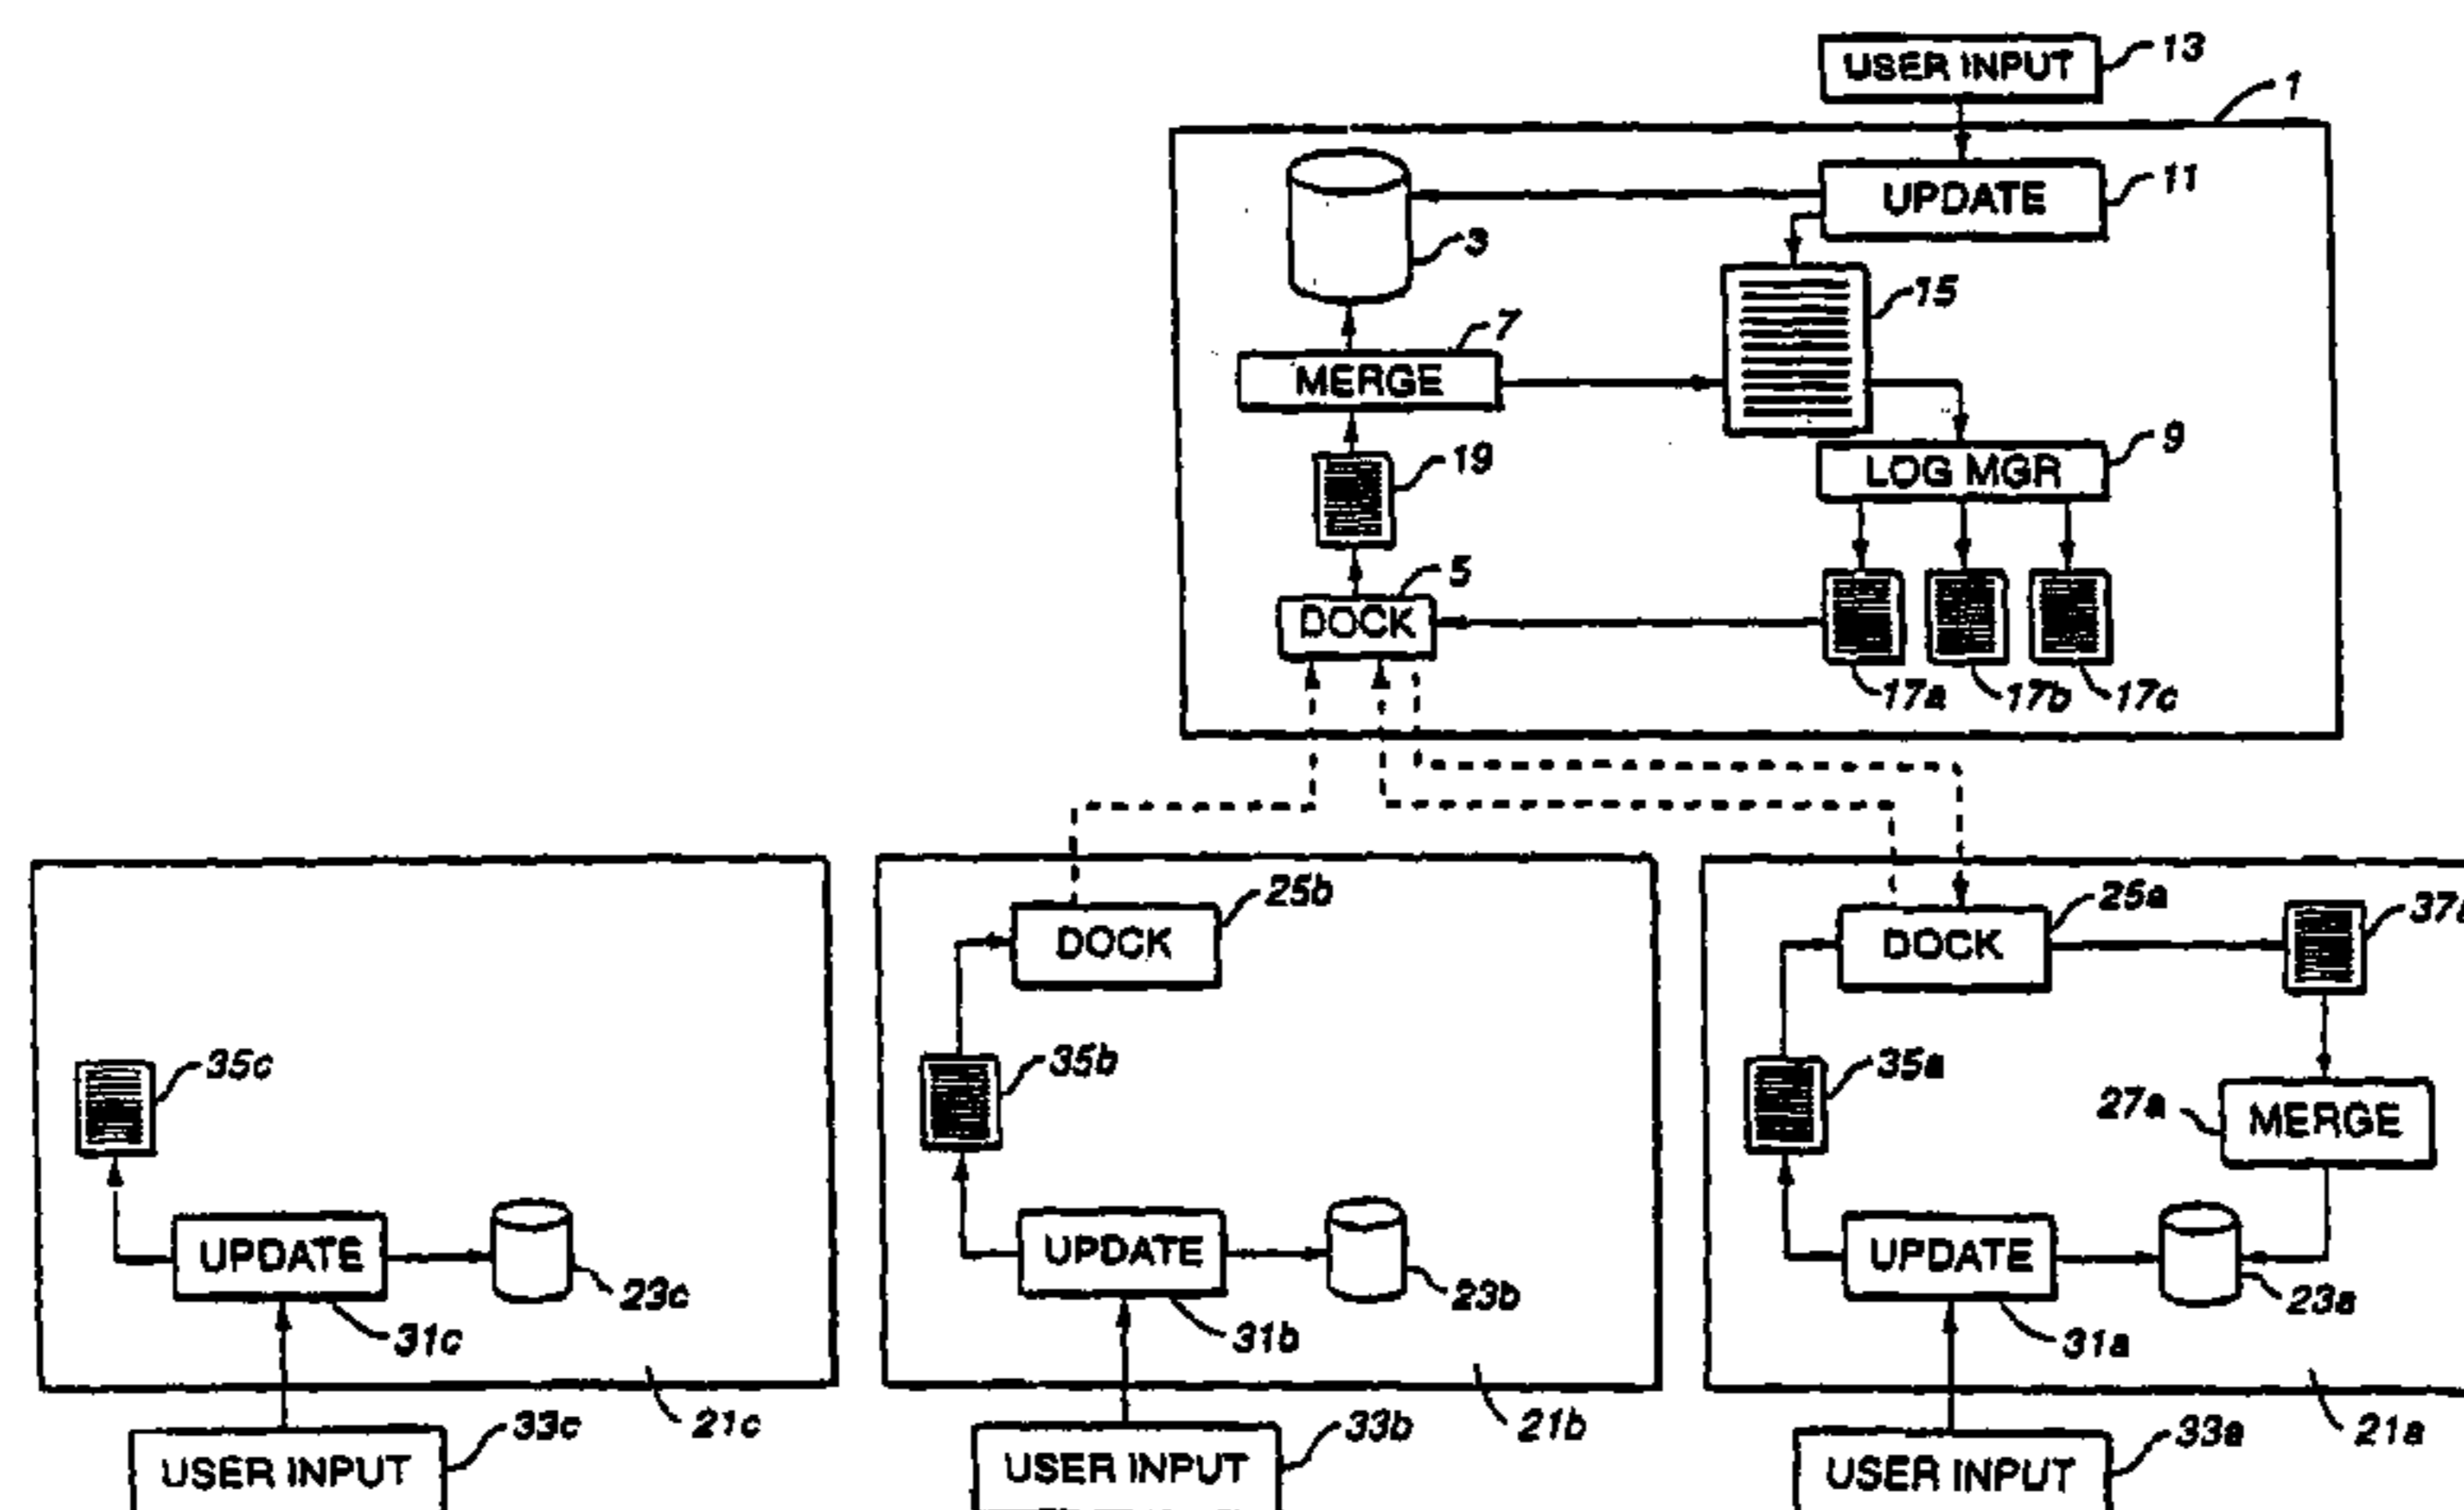 USER INPUT 13
1
UPDATE 11
3
15
7
MERGE
9
LOG MGR
19
5
DOCK
17a 17b 17c
25b
DOCK
25a
DOCK
37a
35c
35b
35a
27a MERGE
UPDATE
23c
31c
UPDATE
23b
31b
UPDATE
23a
31a
21c
21b
21a
33c
USER INPUT
33b
USER INPUT
33a
USER INPUT